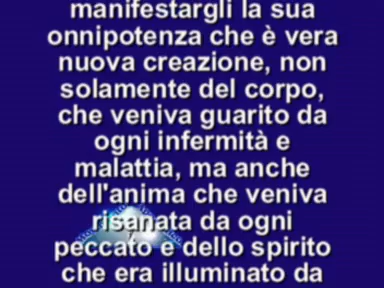 manifestargli la sua
onnipotenza che è vera
nuova creazione, non
solamente del corpo,
che veniva guarito da
ogni infermità e
malattia, ma anche
dell'anima che veniva
risanata da ogni
peccato e dello spirito
che era illuminato da